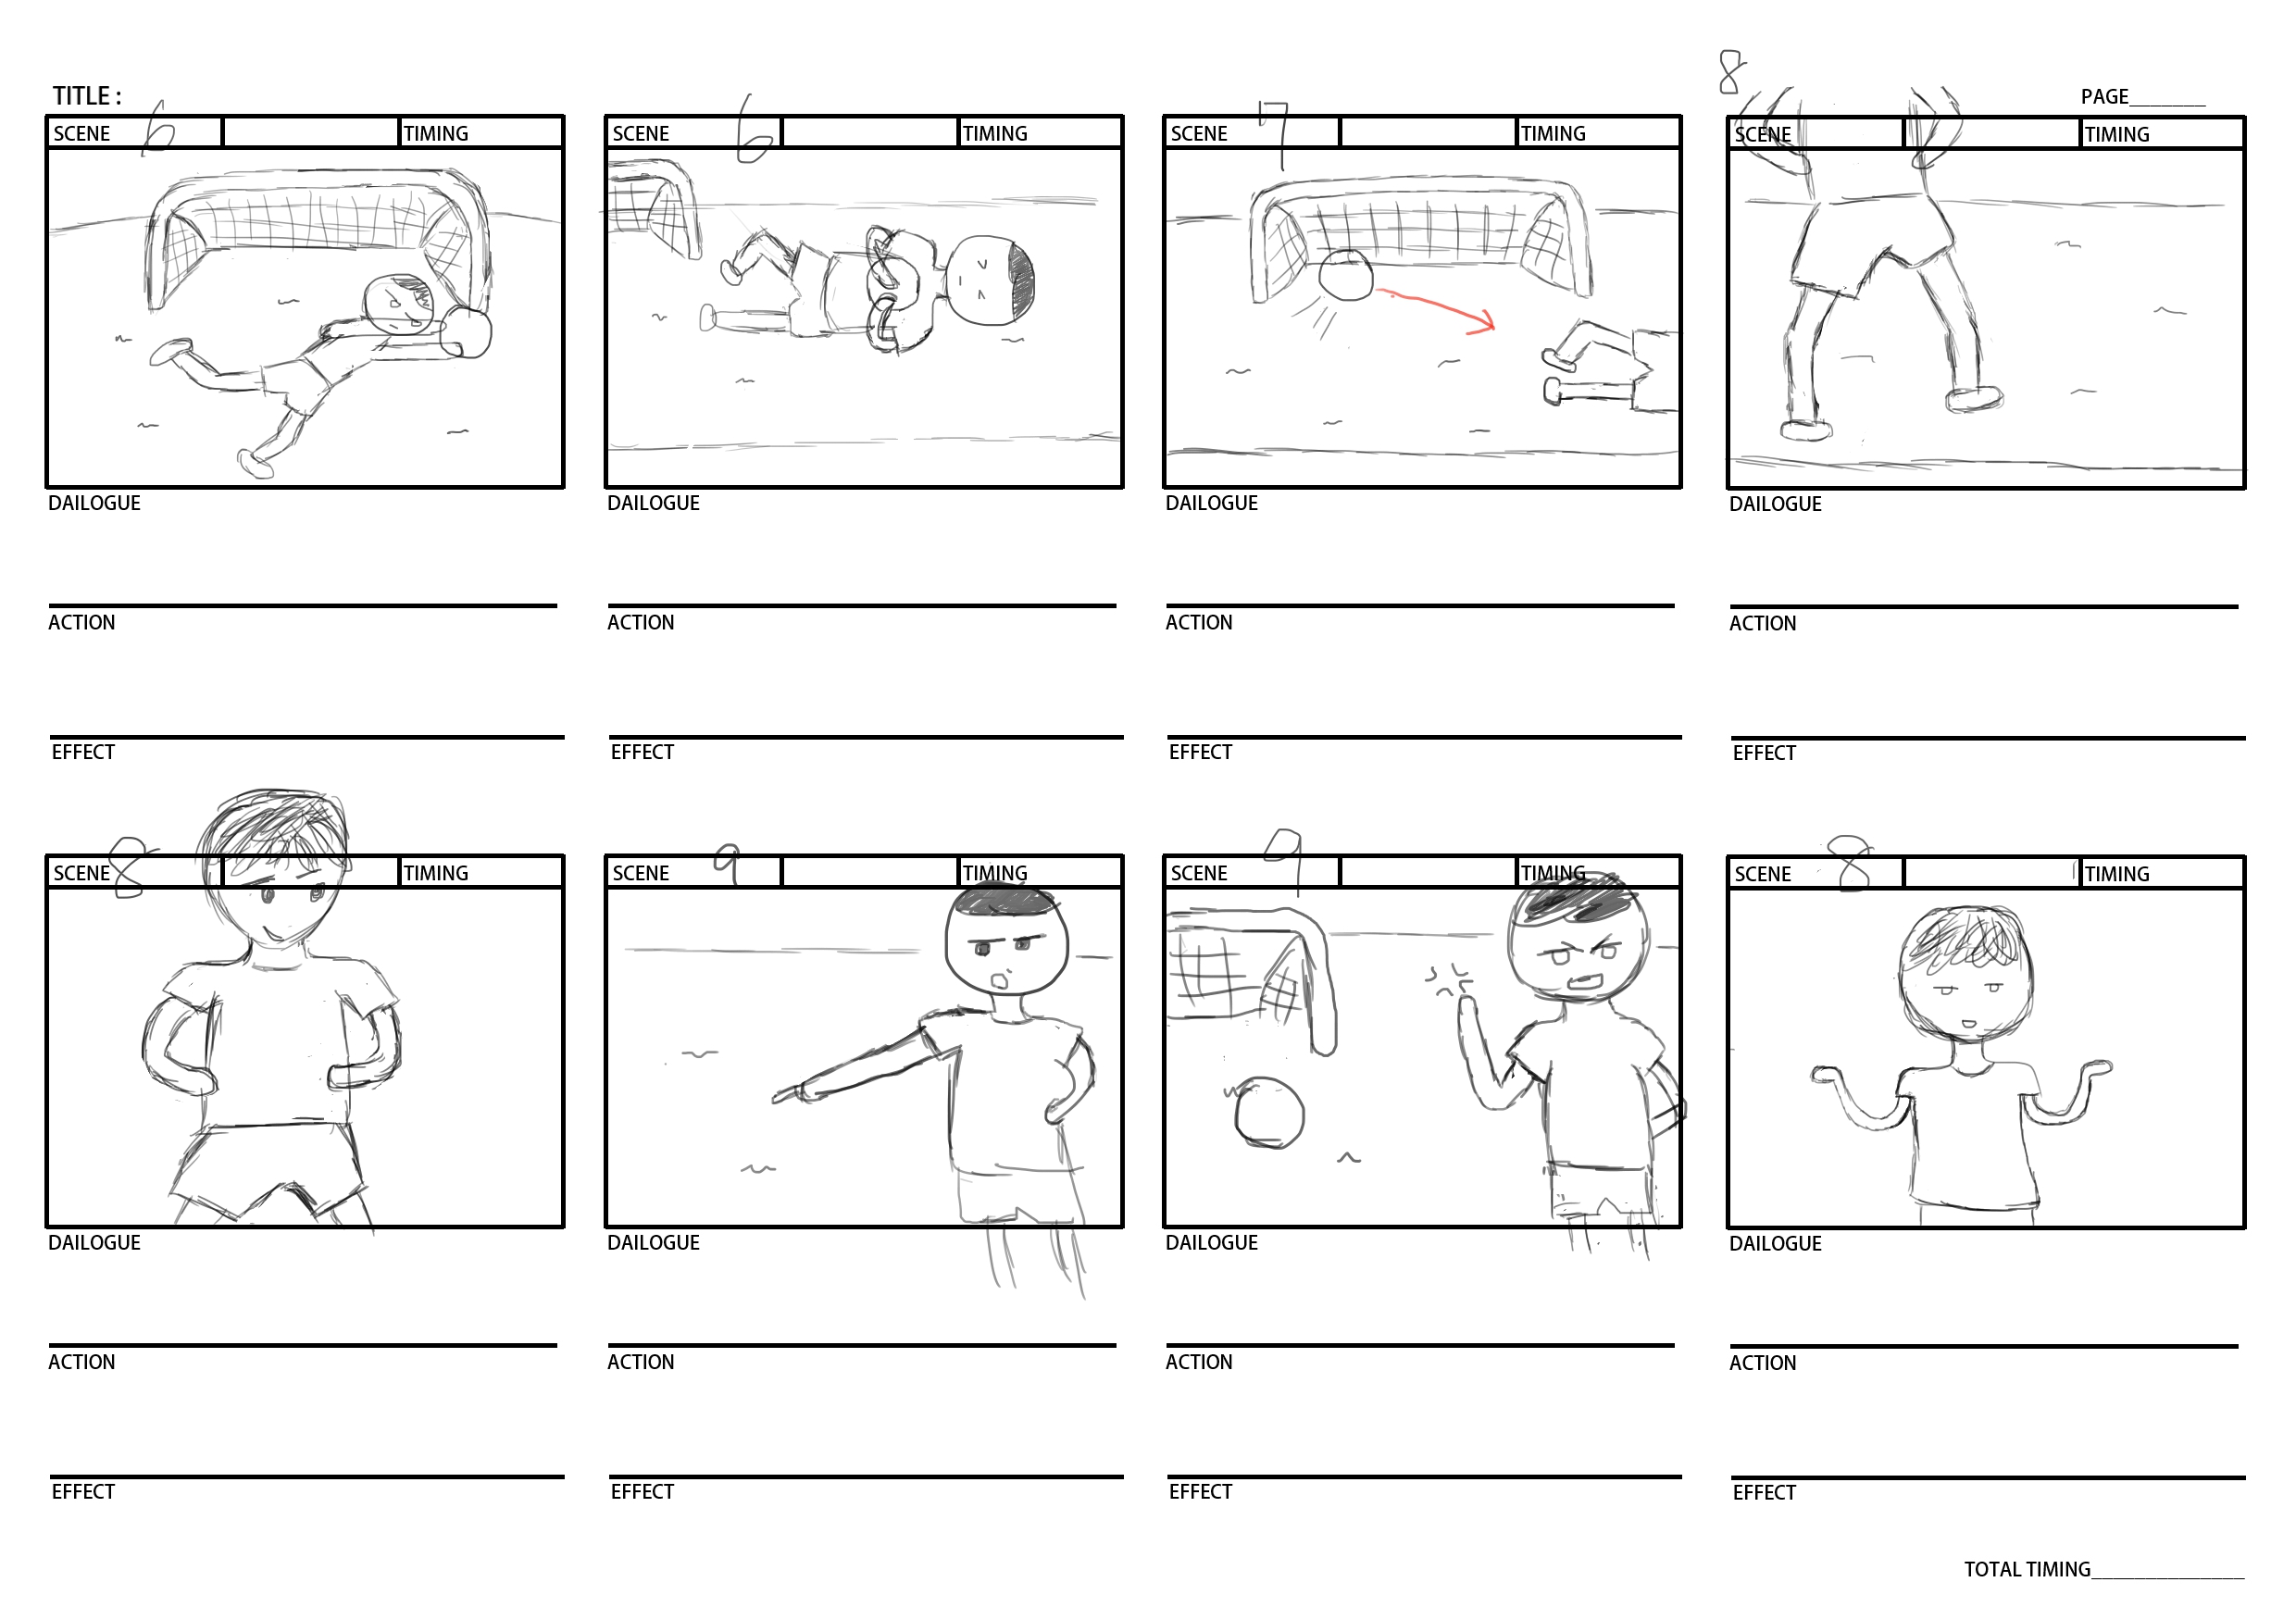 TITLE :
PAGE_______
SCENE 6 TIMING
SCENE 6 TIMING
SCENE 7 TIMING
SCENE 8 TIMING
DAILOGUE
DAILOGUE
DAILOGUE
DAILOGUE
ACTION
ACTION
ACTION
ACTION
EFFECT
EFFECT
EFFECT
EFFECT
SCENE 8 TIMING
SCENE 9 TIMING
SCENE 9 TIMING
SCENE 8 TIMING
DAILOGUE
DAILOGUE
DAILOGUE
DAILOGUE
ACTION
ACTION
ACTION
ACTION
EFFECT
EFFECT
EFFECT
EFFECT
TOTAL TIMING______________